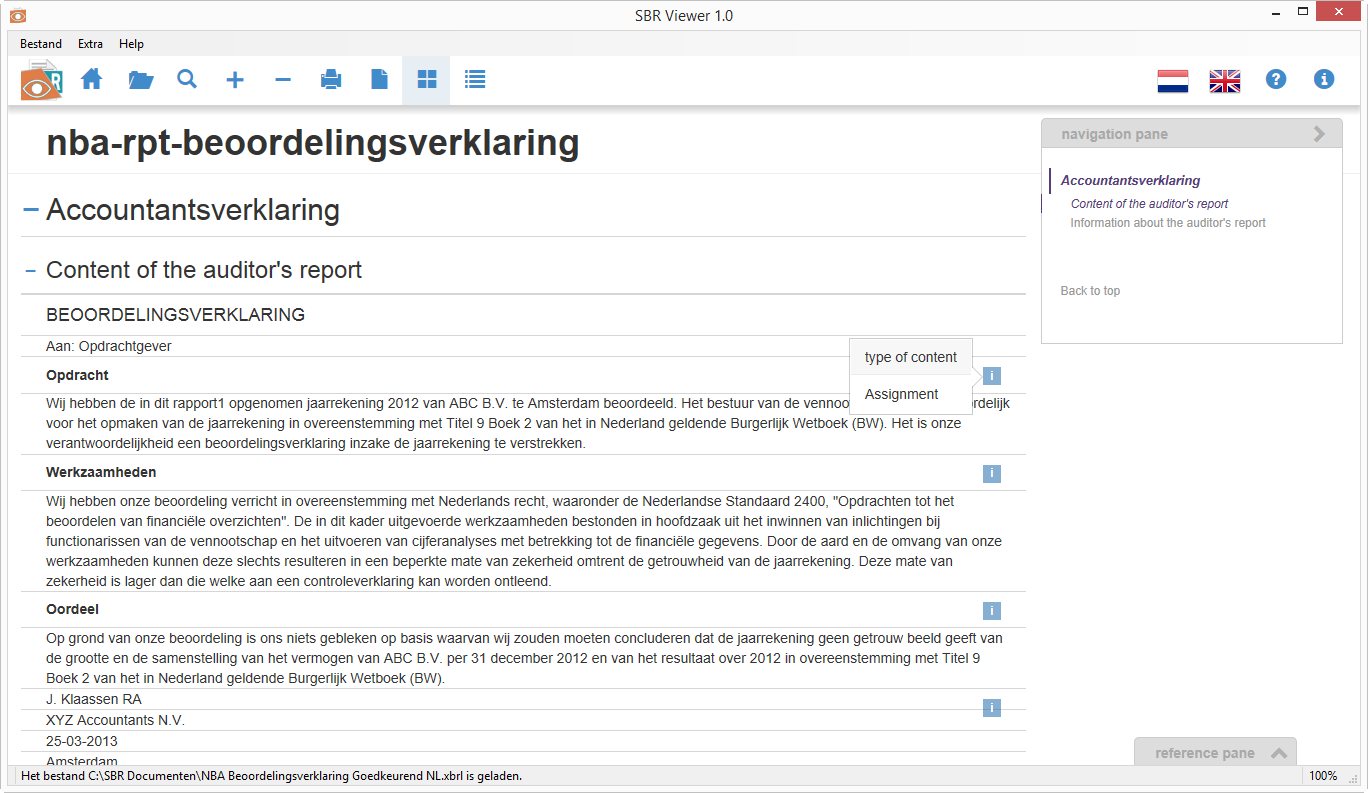 SBR Viewer 1.0
Bestand Extra Help
R
nba-rpt-beoordelingsverklaring
Accountantsverklaring
Content of the auditor's report
BEOORDELINGSVERKLARING
Aan: Opdrachtgever
Opdracht
type of content
Assignment
Wij hebben de in dit rapport1 opgenomen jaarrekening 2012 van ABC B.V. te Amsterdam beoordeeld. Het bestuur van de vennoo ordelijk
voor het opmaken van de jaarrekening in overeenstemming met Titel 9 Boek 2 van het in Nederland geldende Burgerlijk Wetboek (BW). Het is onze
verantwoordelijkheid een beoordelingsverklaring inzake de jaarrekening te verstrekken.
Werkzaamheden
Wij hebben onze beoordeling verricht in overeenstemming met Nederlands recht, waaronder de Nederlandse Standaard 2400, "Opdrachten tot het
beoordelen van financiële overzichten". De in dit kader uitgevoerde werkzaamheden bestonden in hoofdzaak uit het inwinnen van inlichtingen bij
functionarissen van de vennootschap en het uitvoeren van cijferanalyses met betrekking tot de financiële gegevens. Door de aard en de omvang van onze
werkzaamheden kunnen deze slechts resulteren in een beperkte mate van zekerheid omtrent de getrouwheid van de jaarrekening. Deze mate van
zekerheid is lager dan die welke aan een controleverklaring kan worden ontleend.
Oordeel
Op grond van onze beoordeling is ons niets gebleken op basis waarvan wij zouden moeten concluderen dat de jaarrekening geen getrouw beeld geeft van
de grootte en de samenstelling van het vermogen van ABC B.V. per 31 december 2012 en van het resultaat over 2012 in overeenstemming met Titel 9
Boek 2 van het in Nederland geldende Burgerlijk Wetboek (BW).
J. Klaassen RA
XYZ Accountants N.V.
25-03-2013
Amsterdam
navigation pane
Accountantsverklaring
Content of the auditor's report
Information about the auditor's report
Back to top
reference pane
Het bestand C:\SBR Documenten\NBA Beoordelingsverklaring Goedkeurend NL.xbrl is geladen.
100%